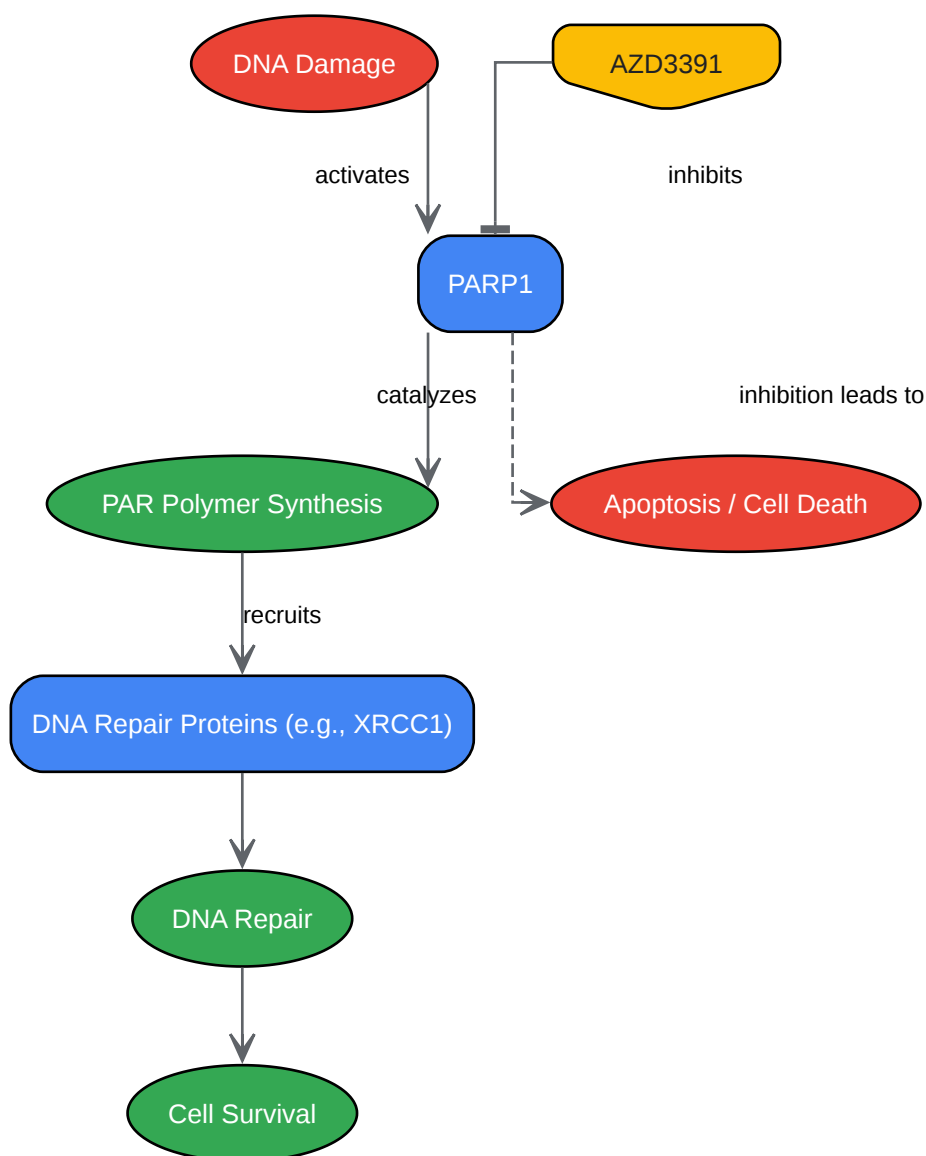 DNA Damage
AZD3391
activates
inhibits
PARP1
catalyzes
inhibition leads to
PAR Polymer Synthesis
Apoptosis / Cell Death
recruits
DNA Repair Proteins (e.g., XRCC1)
DNA Repair
Cell Survival